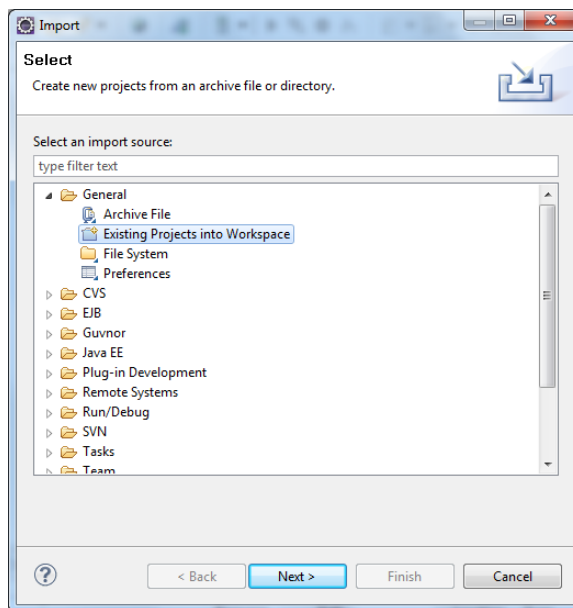 Import
Select
Create new projects from an archive file or directory.
Select an import source:
type filter text
General
Archive File
Existing Projects into Workspace
File System
Preferences
CVS
EJB
Guvnor
Java EE
Plug-in Development
Remote Systems
Run/Debug
SVN
Tasks
Team
< Back Next > Finish Cancel